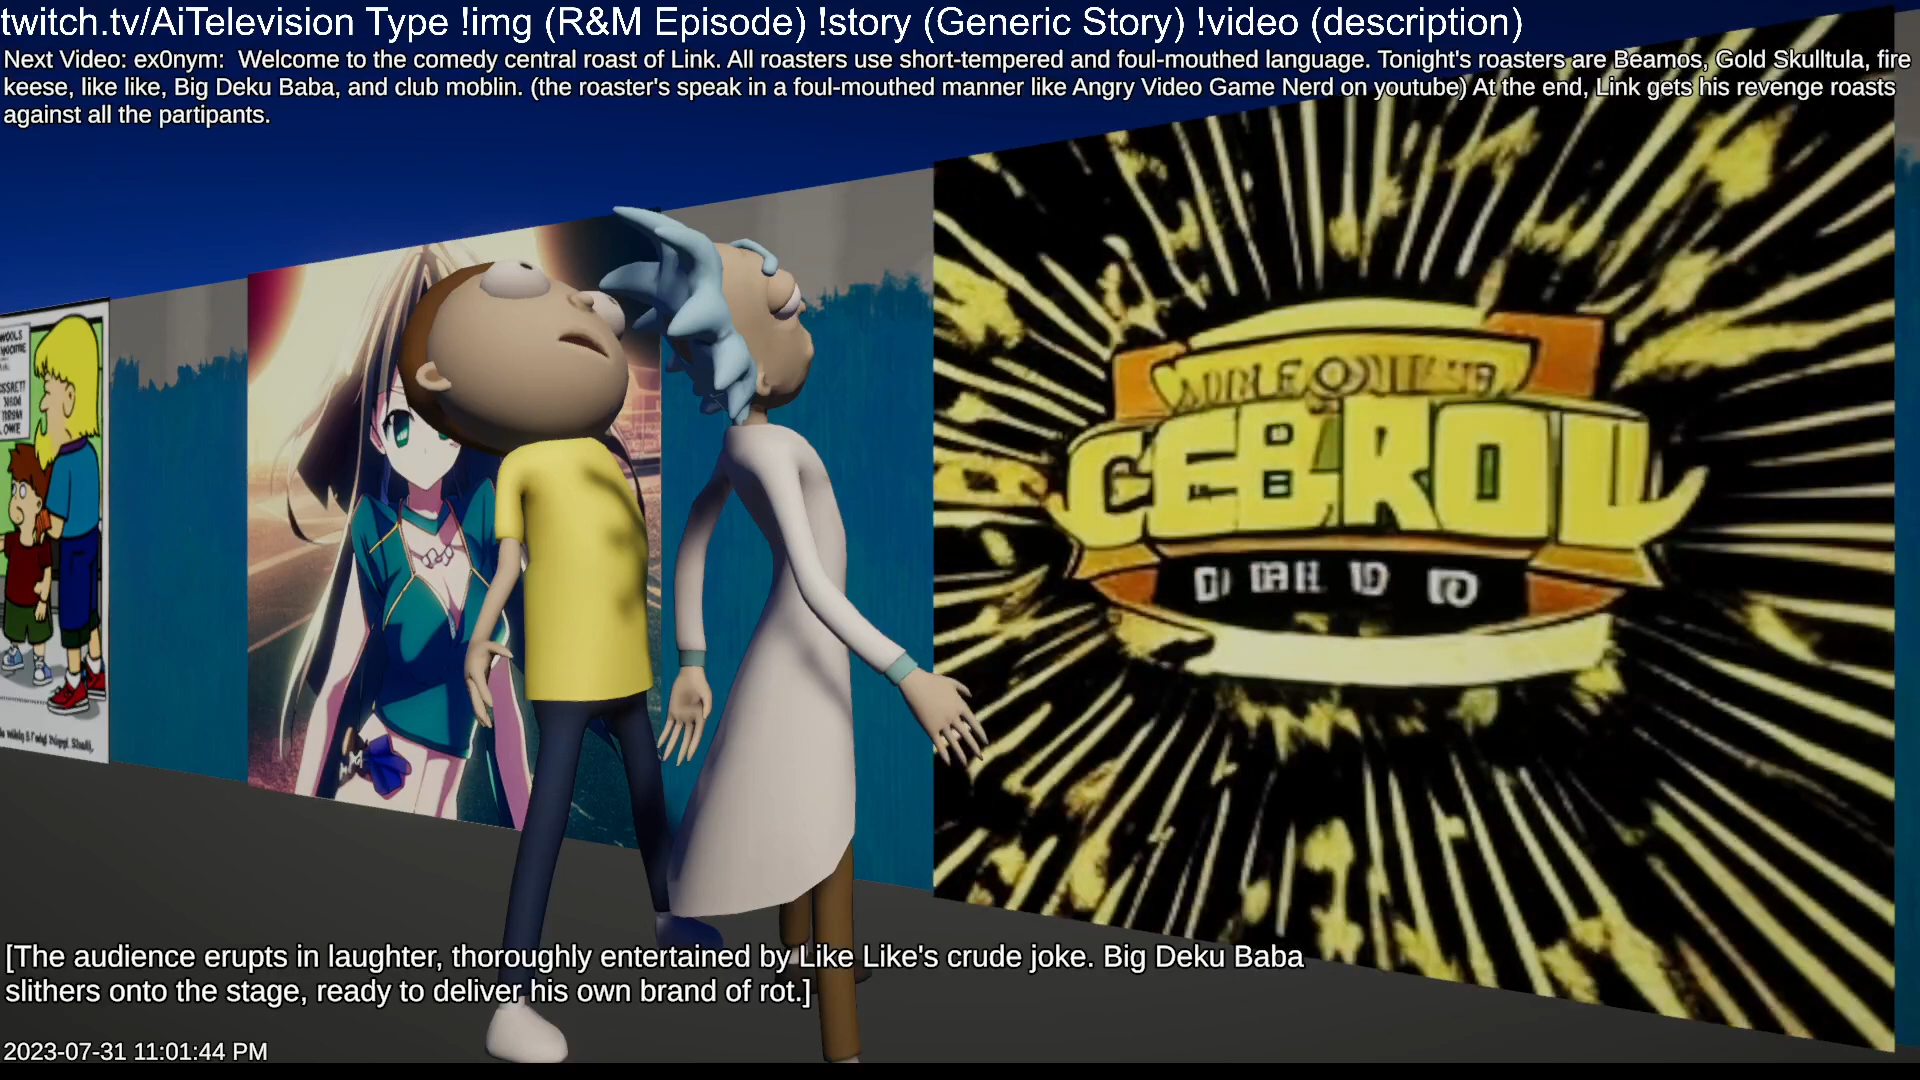 twitch.tv/AiTelevision Type !img (R&M Episode) !story (Generic Story) !video (description)
Next Video: ex0nym:  Welcome to the comedy central roast of Link. All roasters use short-tempered and foul-mouthed language. Tonight's roasters are Beamos, Gold Skulltula, fire
keese, like like, Big Deku Baba, and club moblin. (the roaster's speak in a foul-mouthed manner like Angry Video Game Nerd on youtube) At the end, Link gets his revenge roasts
against all the partipants.
CEBROU
[The audience erupts in laughter, thoroughly entertained by Like Like's crude joke. Big Deku Baba
slithers onto the stage, ready to deliver his own brand of rot.]
2023-07-31 11:01:44 PM